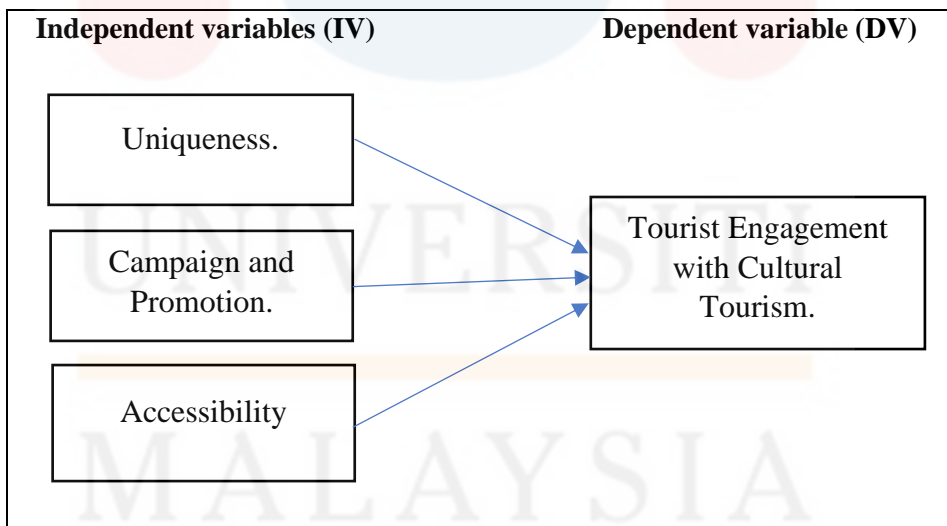 Independent variables (IV)
Dependent variable (DV)
Uniqueness.
Campaign and
Promotion.
Accessibility
Tourist Engagement
with Cultural
Tourism.
UNIVERSITI
MALAYSIA